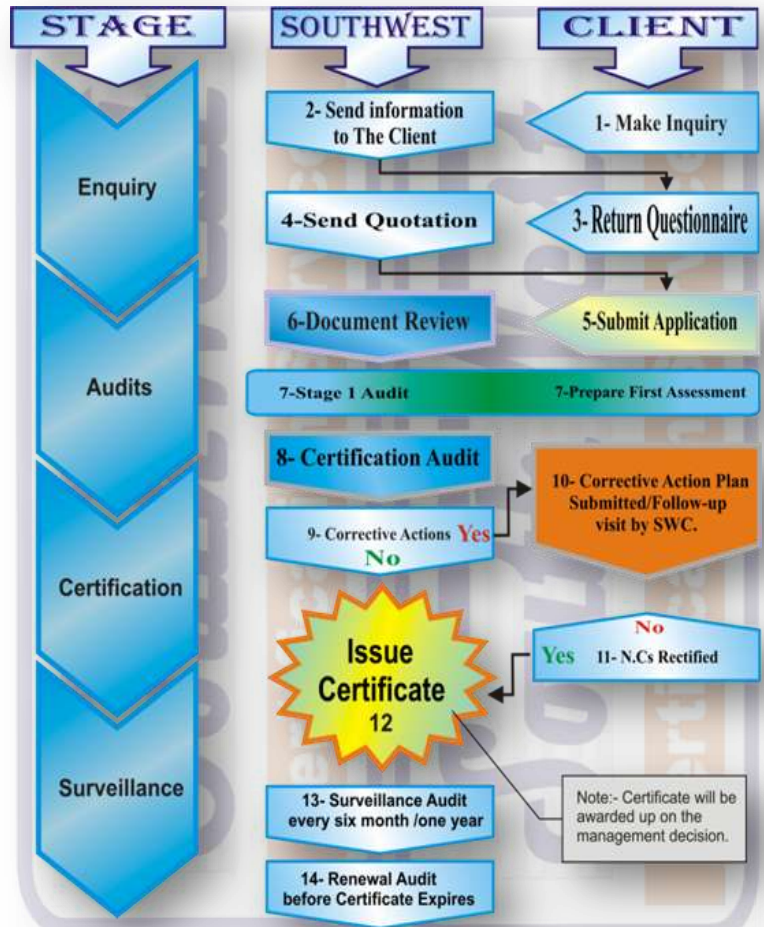 STAGE
SOUTHWEST
CLIENT
Enquiry
2- Send information
to The Client
1- Make Inquiry
4-Send Quotation
3- Return Questionnaire
Audits
6-Document Review
5-Submit Application
7-Stage 1 Audit
7-Prepare First Assessment
Certification
8- Certification Audit
9- Corrective Actions Yes
No
10- Corrective Action Plan
Submitted/Follow-up
visit by SWC.
No
Yes 11- N.Cs Rectified
Issue
Certificate
12
Surveillance
13- Surveillance Audit
every six month /one year
Note:- Certificate will be
awarded up on the
management decision.
14- Renewal Audit
before Certificate Expires